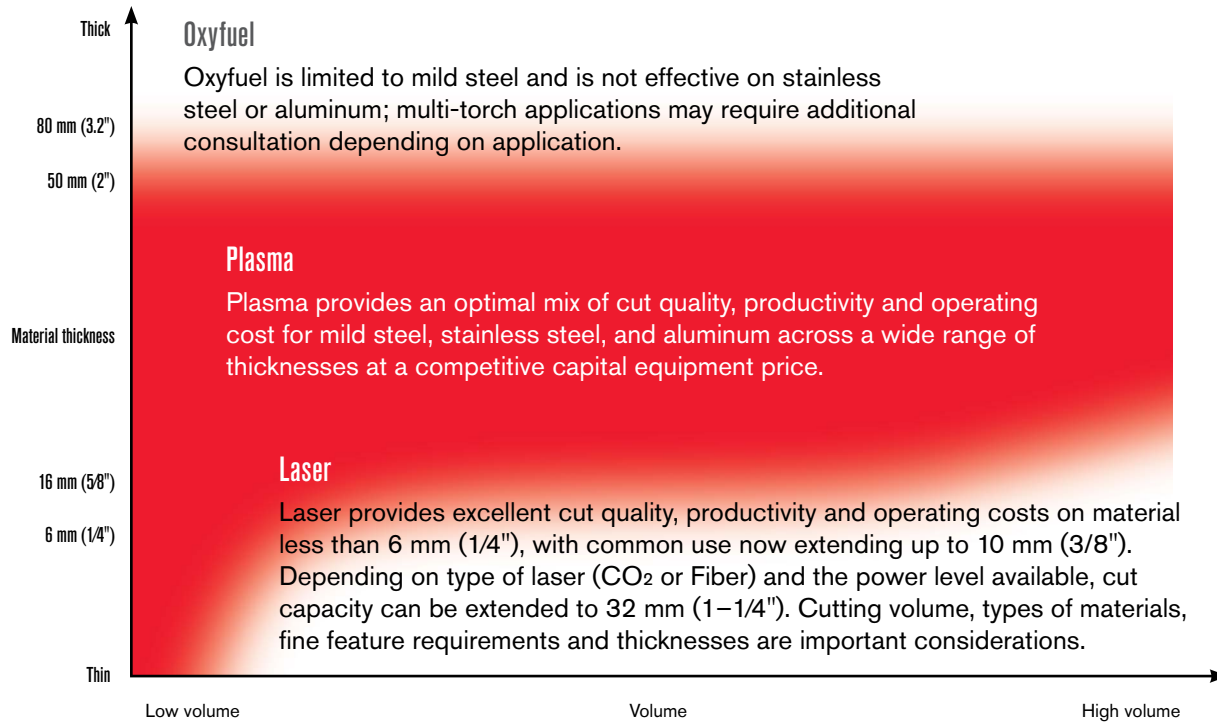 Thick
Oxyfuel
Oxyfuel is limited to mild steel and is not effective on stainless
steel or aluminum; multi-torch applications may require additional
consultation depending on application.
80 mm (3.2")
50 mm (2")
Plasma
Plasma provides an optimal mix of cut quality, productivity and operating
cost for mild steel, stainless steel, and aluminum across a wide range of
thicknesses at a competitive capital equipment price.
Material thickness
Laser
16 mm (5/8")
6 mm (1/4")
Laser provides excellent cut quality, productivity and operating costs on material
less than 6 mm (1/4"), with common use now extending up to 10 mm (3/8").
Depending on type of laser (CO₂ or Fiber) and the power level available, cut
capacity can be extended to 32 mm (1–1/4"). Cutting volume, types of materials,
fine feature requirements and thicknesses are important considerations.
Thin
Low volume
Volume
High volume